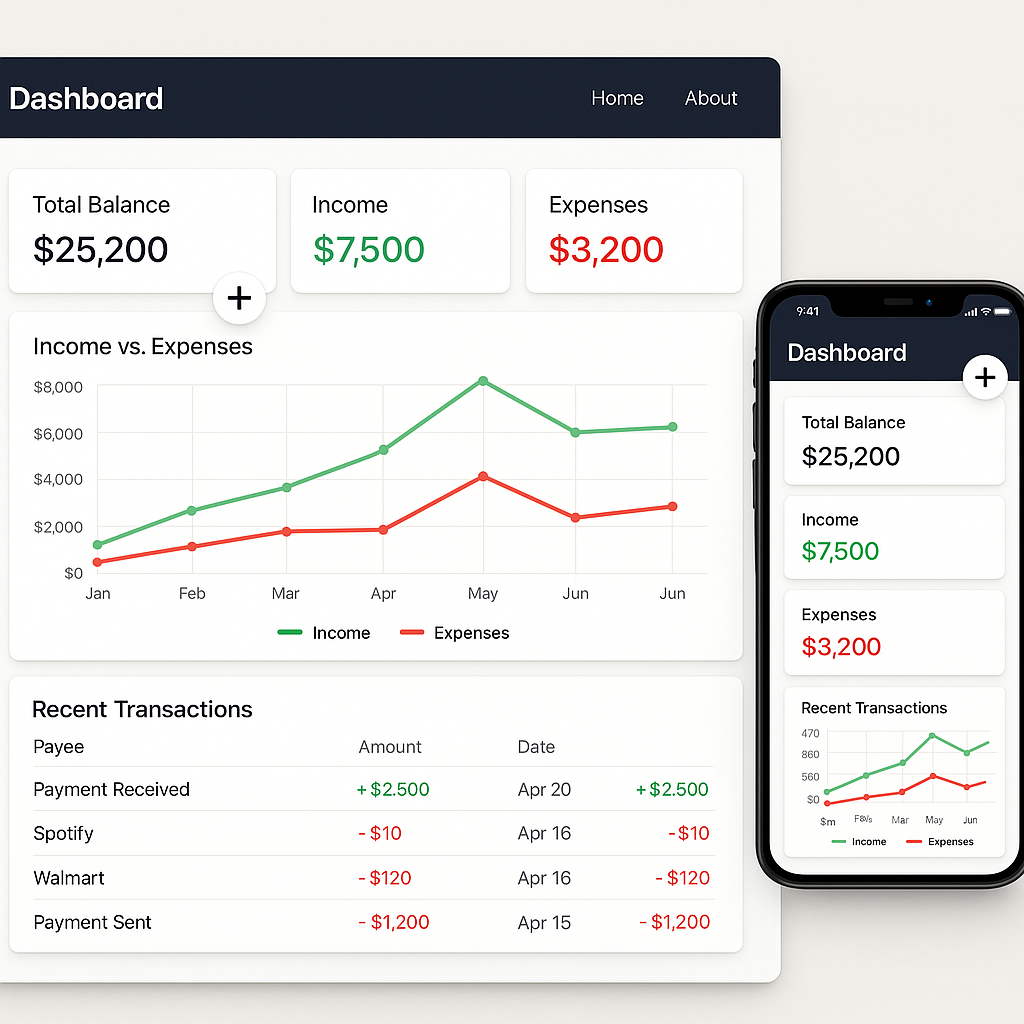 Dashboard Home About
Total Balance Income Expenses
$25,200 $7,500 $3,200
+
Income vs. Expenses
$8,000
$6,000
$4,000
$2,000
$0
Jan Feb Mar Apr May Jun Jun
Income Expenses
Recent Transactions
Payee Amount Date
Payment Received +$2.500 Apr 20 +$2.500
Spotify - $10 Apr 16 -$10
Walmart - $120 Apr 16 - $120
Payment Sent - $1,200 Apr 15 - $1,200
9:41
Dashboard
+
Total Balance
$25,200
Income
$7,500
Expenses
$3,200
Recent Transactions
470
860
560
$0
$m Mar May Jun
Income Expenses